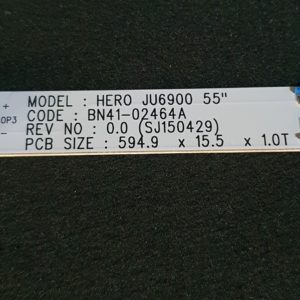 +
OP3
-
MODEL : HERO JU6900 55"
CODE : BN41-02464A
REV NO : 0.0 (SJ150429)
PCB SIZE : 594.9 x 15.5 x 1.0T